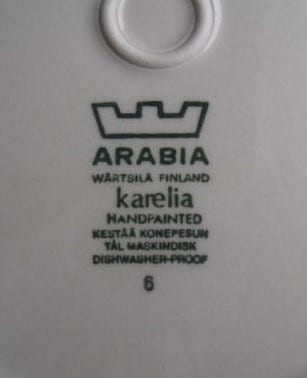 ARABIA
WÄRTSILÄ FINLAND
karelia
HANDPAINTED
KESTÄÄ KONEPESUN
TÅL MASKINDISK
DISHWASHER-PROOF
6